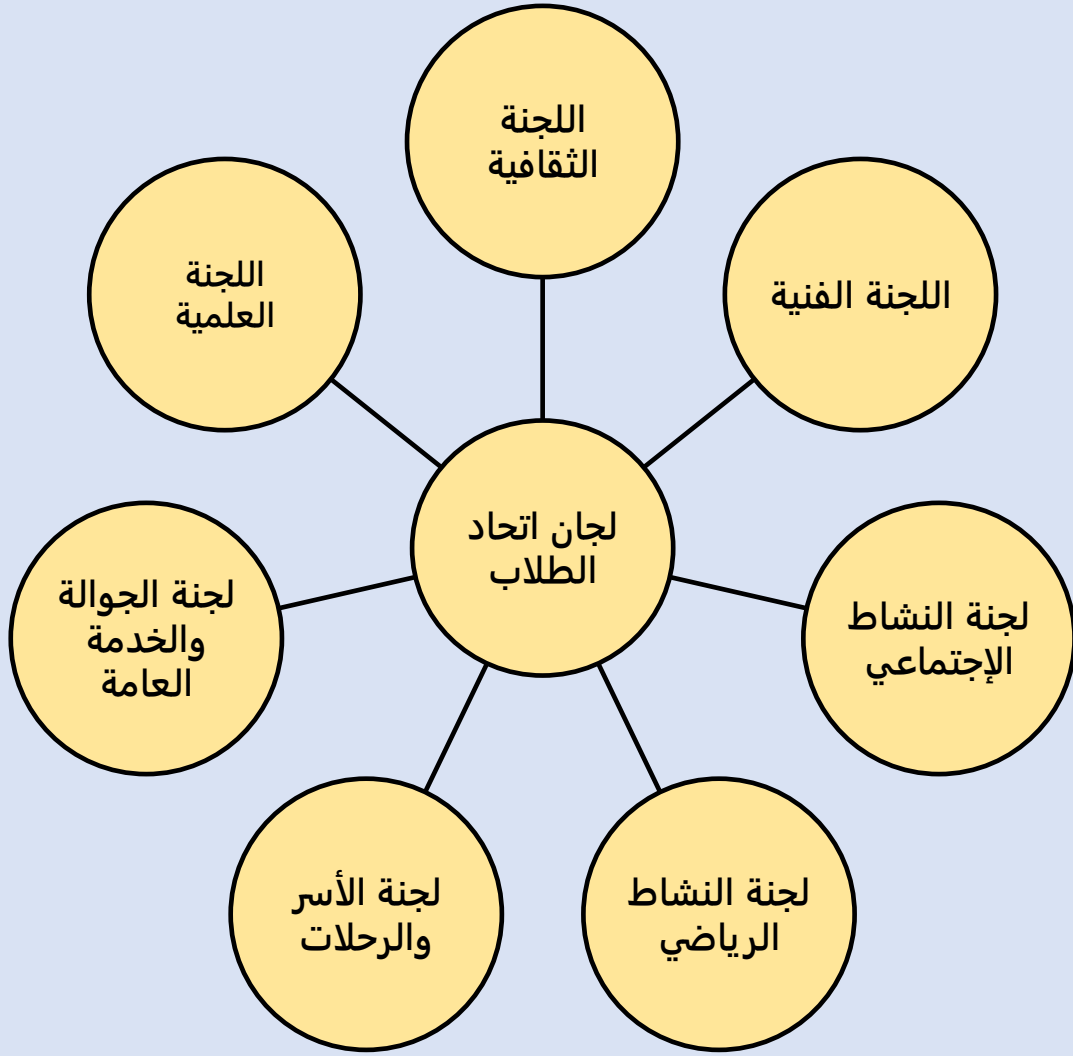 اللجنة
الثقافية
اللجنة الفنية
اللجنة
العلمية
لجان اتحاد
الطلاب
لجنة النشاط
الإجتماعي
لجنة الجوالة
والخدمة
العامة
لجنة النشاط
الرياضي
لجنة الأسر
والرحلات